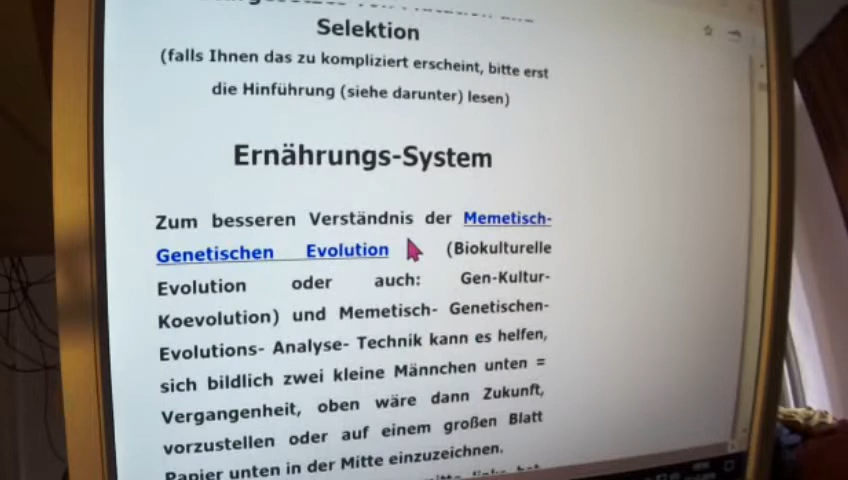 Selektion
(falls Ihnen das zu kompliziert erscheint, bitte erst
die Hinführung (siehe darunter) lesen)
Ernährungs-System
Zum besseren Verständnis der Memetisch-
Genetischen Evolution (Biokulturelle
Evolution oder auch: Gen-Kultur-
Koevolution) und Memetisch- Genetischen-
Evolutions- Analyse- Technik kann es helfen,
sich bildlich zwei kleine Männchen unten =
Vergangenheit, oben wäre dann Zukunft,
vorzustellen oder auf einem großen Blatt
Papier unten in der Mitte einzuzeichnen.